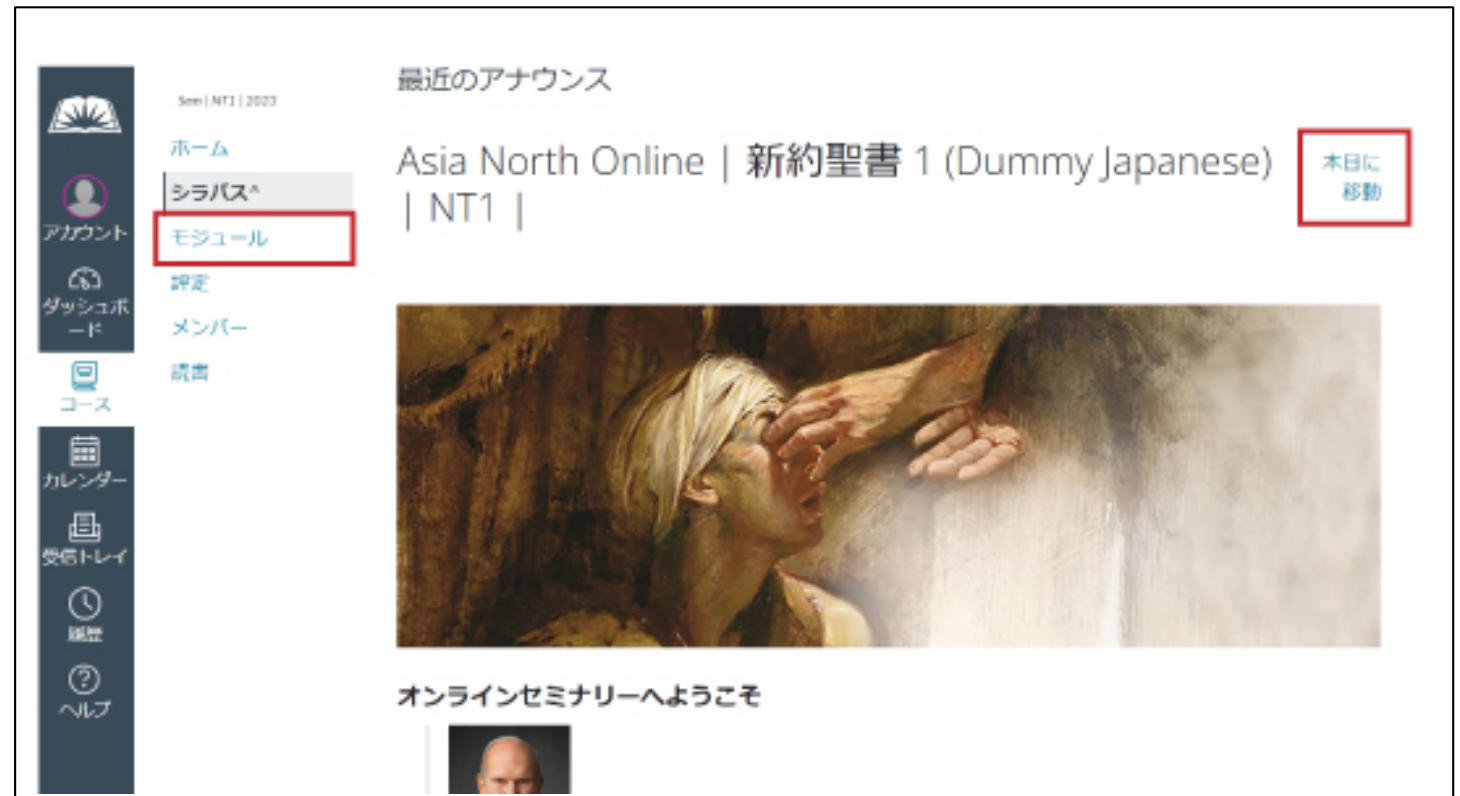 最近のアナウンス
Sem | NT1 | 2023
ホーム
シラバス^
モジュール
評定
メンバー
読書
アカウント
ダッシュボ
ード
コース
カレンダー
受信トレイ
履歴
ヘルプ
Asia North Online | 新約聖書 1 (Dummy Japanese)
| NT1 |
本日に
移動
オンラインセミナリーへようこそ